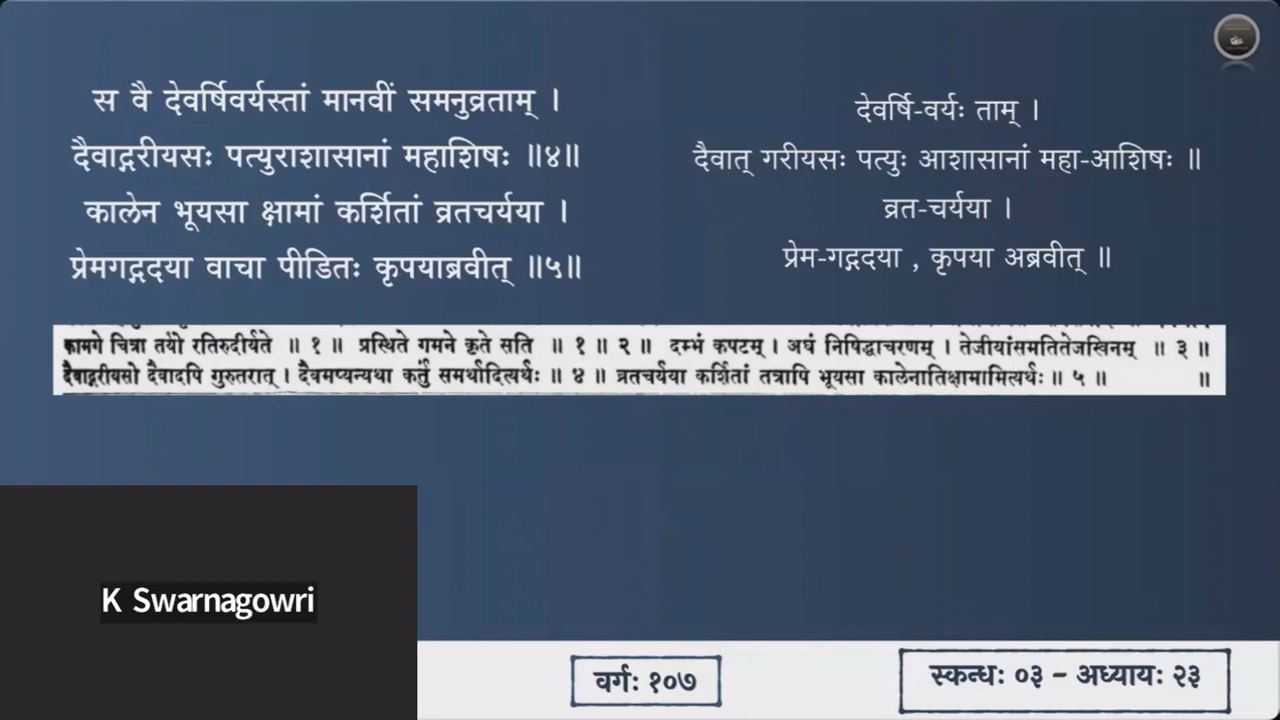 स वै देवर्षिवर्यस्तां मानवीं समनुव्रताम् ।
दैवाद्गरीयसः पत्युराशासानां महाशिषः ॥४॥
कालेन भूयसा क्षामां कर्शितां व्रतचर्यया ।
प्रेमगद्गदया वाचा पीडितः कृपयाब्रवीत् ॥५॥
देवर्षि-वर्यः ताम् ।
दैवात् गरीयसः पत्युः आशासानां महा-आशिषः ॥
व्रत-चर्यया ।
प्रेम-गद्गदया , कृपया अब्रवीत् ॥
कामगे चित्रा तयो रतिरुदीर्यते ॥ १ ॥ प्रस्थिते गमने कृते सति ॥ १ ॥ २ ॥ दम्भं कपटम् । अघं निषिद्धाचरणम् । तेजीयांसमतितेजस्विनम् ॥ ३ ॥
दैवाद्गरीयसो दैवादपि गुरुतरात् । दैवमप्यन्यथा कर्तुं समर्थादित्यर्थः ॥ ४ ॥ व्रतचर्यया कर्शितां तत्रापि भूयसा कालेनातिक्षामामित्यर्थः ॥ ५ ॥ ॥
K Swarnagowri
वर्गः १०७
स्कन्धः ०३ - अध्यायः २३